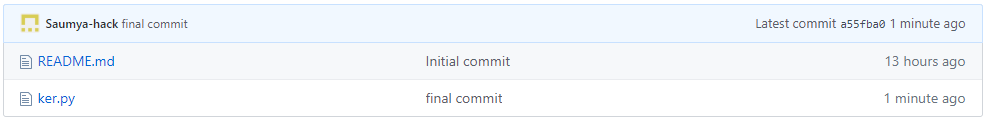 Saumya-hack final commit Latest commit a55fba0 1 minute ago
README.md Initial commit 13 hours ago
ker.py final commit 1 minute ago